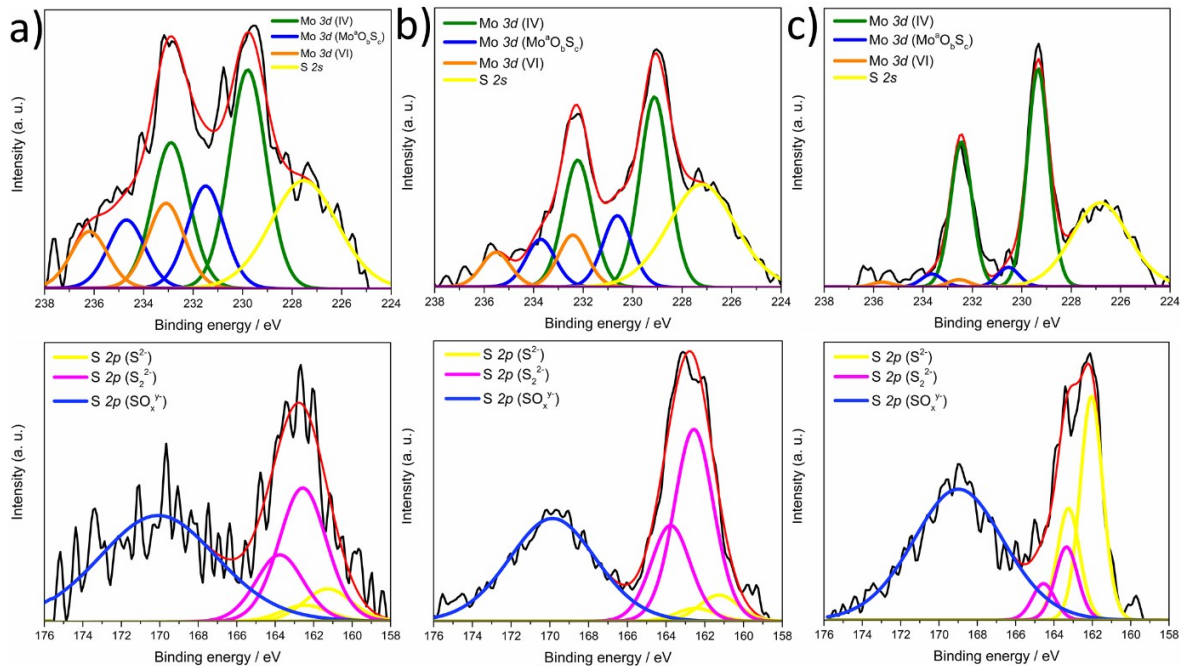 a)
Mo 3d (IV)
Mo 3d (MoᵃO_bS_c)
Mo 3d (VI)
S 2s
Intensity (a. u.)
238 236 234 232 230 228 226 224
Binding energy / eV
b)
Mo 3d (IV)
Mo 3d (MoᵃO_bS_c)
Mo 3d (VI)
S 2s
Intensity (a. u.)
238 236 234 232 230 228 226 224
Binding energy / eV
c)
Mo 3d (IV)
Mo 3d (MoᵃO_bS_c)
Mo 3d (VI)
S 2s
Intensity (a. u.)
238 236 234 232 230 228 226 224
Binding energy / eV
S 2p (S²⁻)
S 2p (S₂²⁻)
S 2p (SOₓʸ⁻)
Intensity (a. u.)
176 174 172 170 168 166 164 162 160 158
Binding energy / eV
S 2p (S²⁻)
S 2p (S₂²⁻)
S 2p (SOₓʸ⁻)
Intensity (a. u.)
176 174 172 170 168 166 164 162 160 158
Binding energy / eV
S 2p (S²⁻)
S 2p (S₂²⁻)
S 2p (SOₓʸ⁻)
Intensity (a. u.)
176 174 172 170 168 166 164 162 160 158
Binding energy / eV